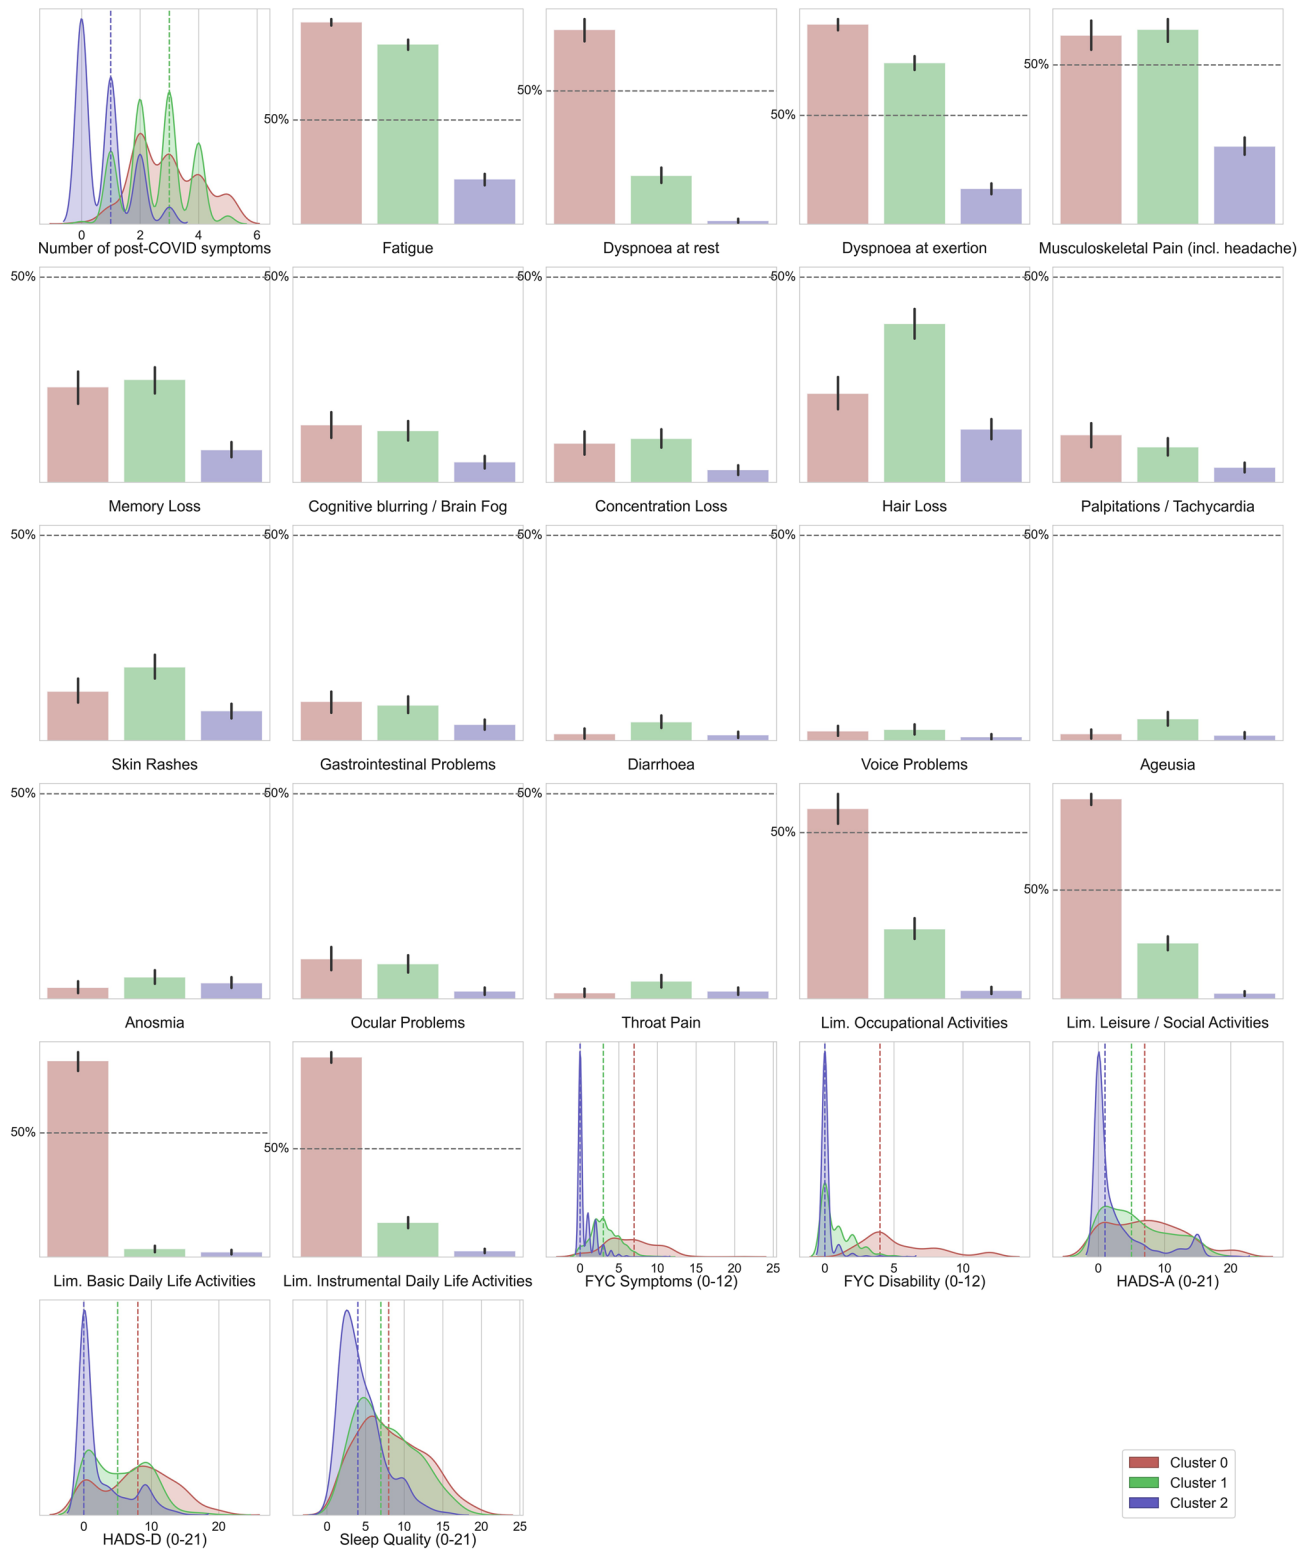 50%
50%
50%
50%
0 2 4 6
Number of post-COVID symptoms
Fatigue
Dyspnoea at rest
Dyspnoea at exertion
Musculoskeletal Pain (incl. headache)
50%
50%
50%
50%
50%
Memory Loss
Cognitive blurring / Brain Fog
Concentration Loss
Hair Loss
Palpitations / Tachycardia
50%
50%
50%
50%
50%
Skin Rashes
Gastrointestinal Problems
Diarrhoea
Voice Problems
Ageusia
50%
50%
50%
50%
50%
Anosmia
Ocular Problems
Throat Pain
Lim. Occupational Activities
Lim. Leisure / Social Activities
50%
50%
Lim. Basic Daily Life Activities
Lim. Instrumental Daily Life Activities
0 5 10 15 20 25
FYC Symptoms (0-12)
0 5 10
FYC Disability (0-12)
0 10 20
HADS-A (0-21)
0 10 20
HADS-D (0-21)
0 5 10 15 20 25
Sleep Quality (0-21)
Cluster 0
Cluster 1
Cluster 2